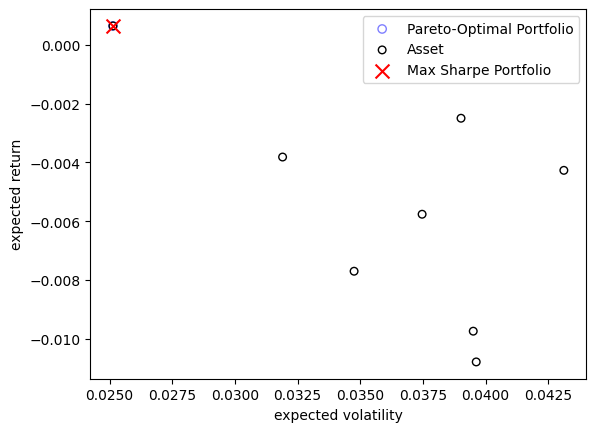 Pareto-Optimal Portfolio
Asset
Max Sharpe Portfolio
0.000
−0.002
−0.004
−0.006
−0.008
−0.010
expected return
0.0250 0.0275 0.0300 0.0325 0.0350 0.0375 0.0400 0.0425
expected volatility